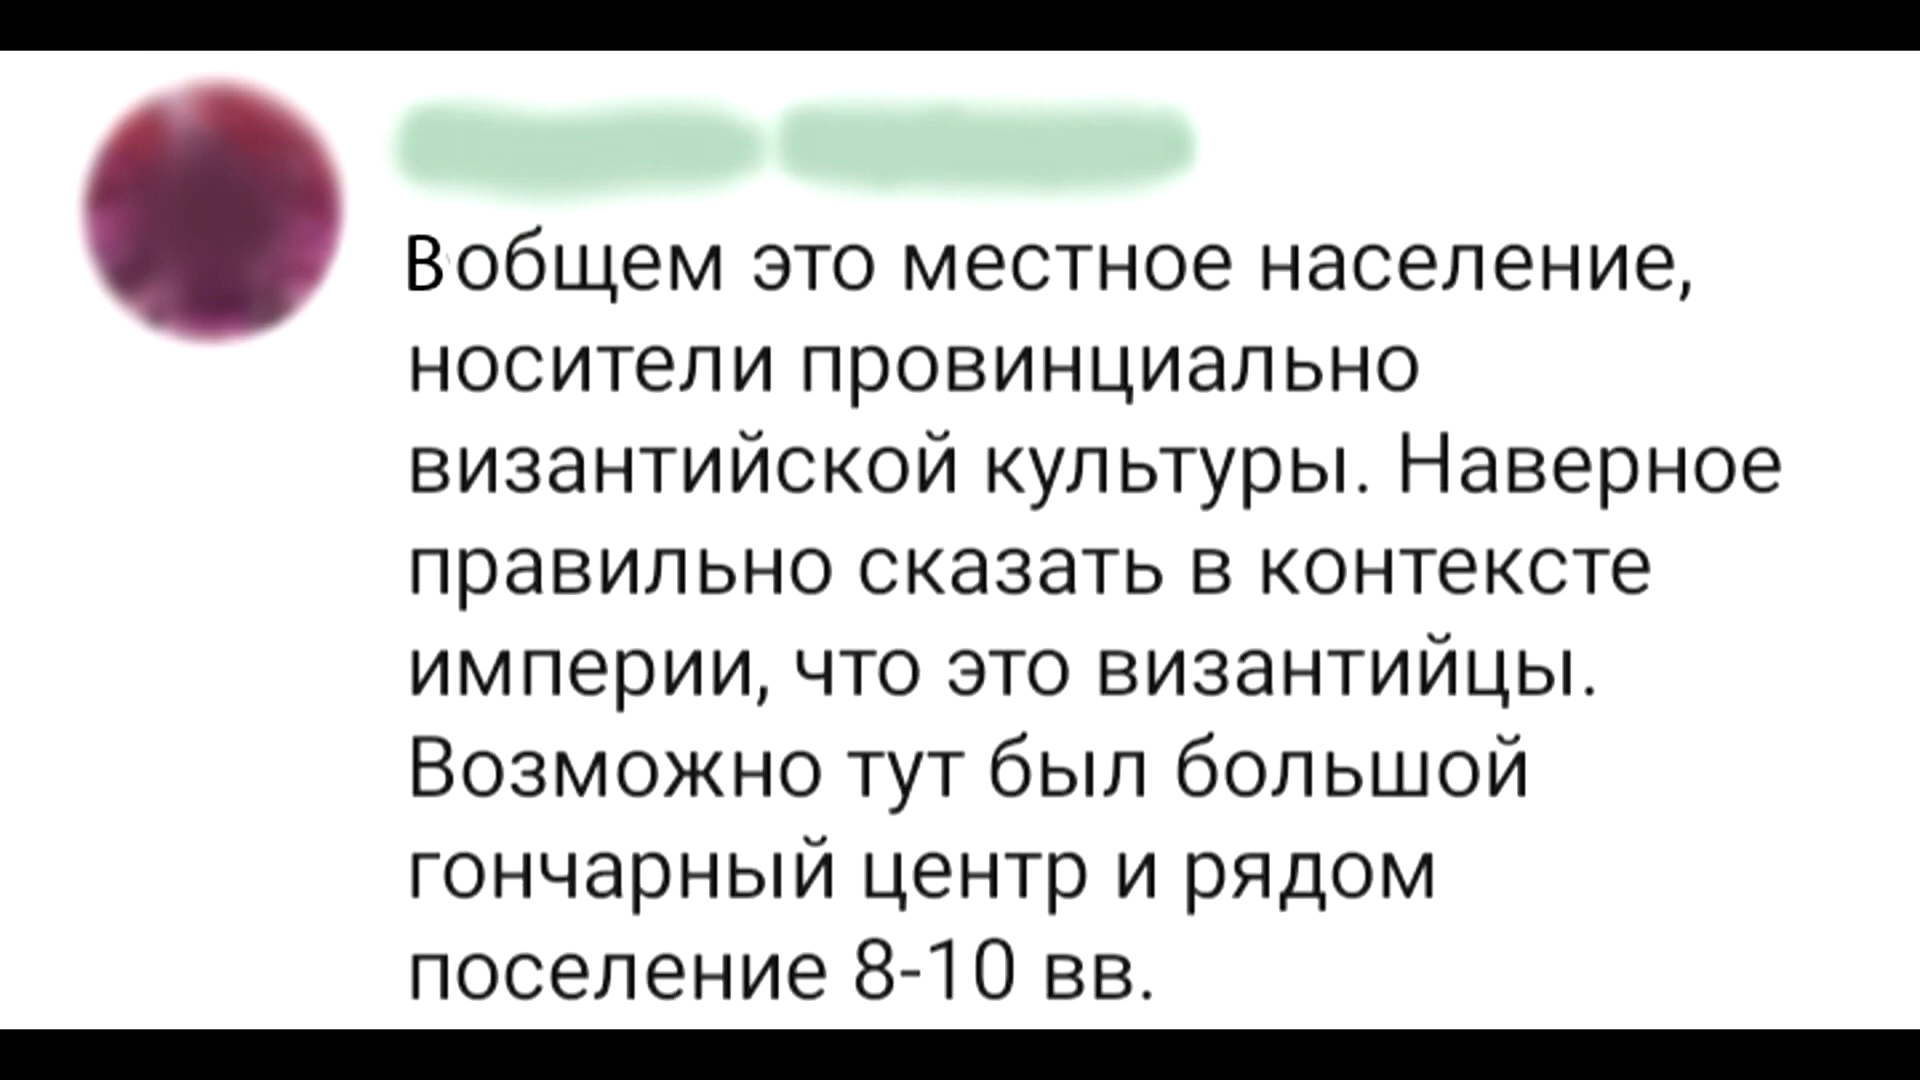 Вобщем это местное население,
носители провинциально
византийской культуры. Наверное
правильно сказать в контексте
империи, что это византийцы.
Возможно тут был большой
гончарный центр и рядом
поселение 8-10 вв.